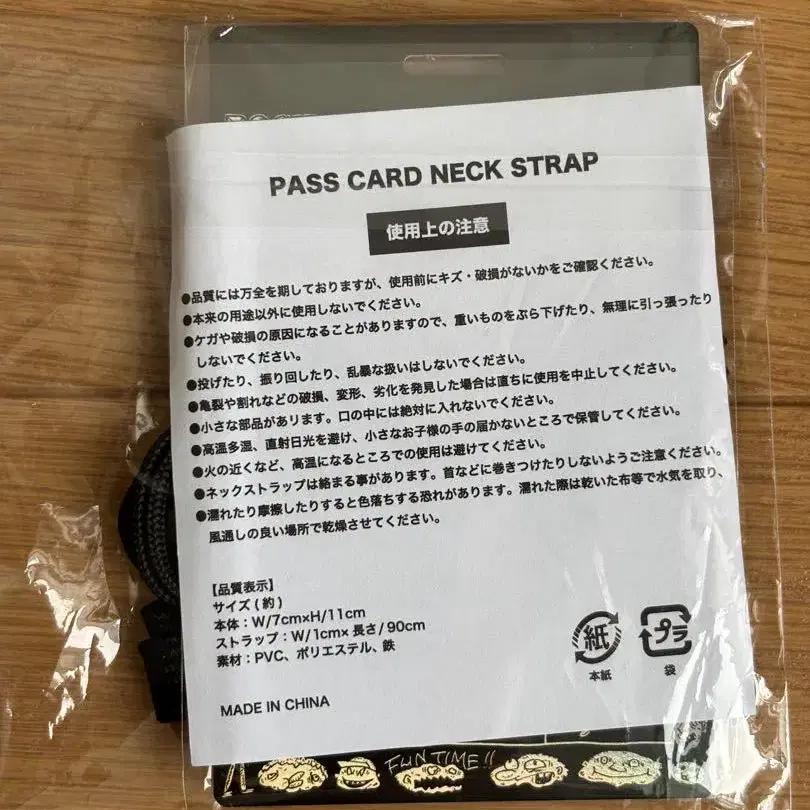 PASS CARD NECK STRAP
使用上の注意
●品質には万全を期しておりますが、使用前にキズ・破損がないかをご確認ください。
●本来の用途以外に使用しないでください。
●ケガや破損の原因になることがありますので、重いものをぶら下げたり、無理に引っ張ったり
しないでください。
●投げたり、振り回したり、乱暴な扱いはしないでください。
●亀裂や割れなどの破損、変形、劣化を発見した場合は直ちに使用を中止してください。
●小さな部品があります。口の中には絶対に入れないでください。
●高温多湿、直射日光を避け、小さなお子様の手の届かないところで保管してください。
●火の近くなど、高温になるところでの使用は避けてください。
●ネックストラップは絡まる事があります。首などに巻きつけたりしないようご注意ください。
●濡れたり摩擦したりすると色落ちする恐れがあります。濡れた際は乾いた布等で水気を取り、
風通しの良い場所で乾燥させてください。
【品質表示】
サイズ(約)
本体:W/7cm×H/11cm
ストラップ:W/1cm×長さ/90cm
素材:PVC、ポリエステル、鉄
MADE IN CHINA
紙
本紙
プラ
袋
FUN TIME!!